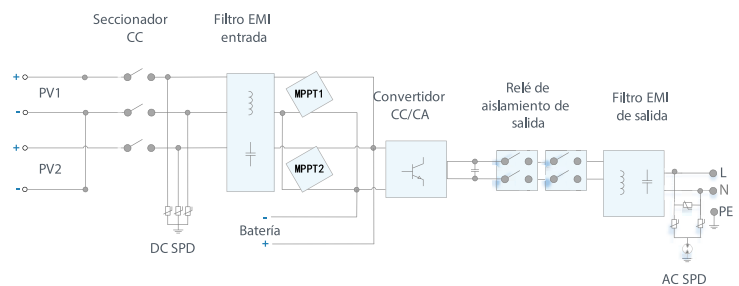 Seccionador
CC
Filtro EMI
entrada
+
PV1
-
+
PV2
-
MPPT1
MPPT2
Convertidor
CC/CA
Relé de
aislamiento de
salida
Filtro EMI
de salida
L
N
PE
-
Batería
+
DC SPD
AC SPD